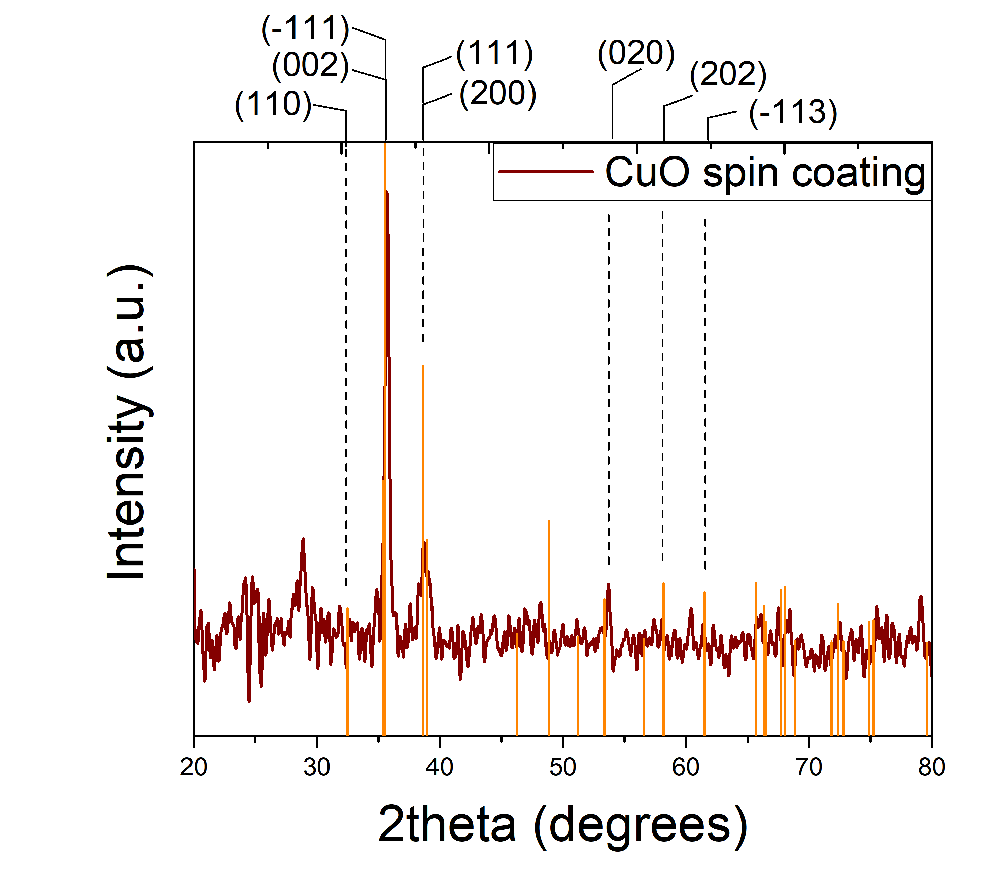 (-111)
(002)
(110)
(111)
(200)
(020)
(202)
(-113)
CuO spin coating
Intensity (a.u.)
20 30 40 50 60 70 80
2theta (degrees)